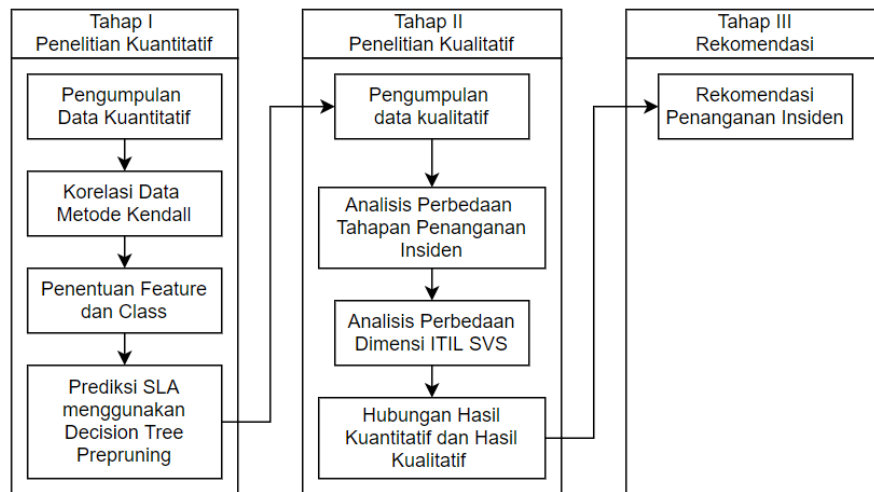 Tahap I
Penelitian Kuantitatif
Pengumpulan
Data Kuantitatif
Korelasi Data
Metode Kendall
Penentuan Feature
dan Class
Prediksi SLA
menggunakan
Decision Tree
Prepruning
Tahap II
Penelitian Kualitatif
Pengumpulan
data kualitatif
Analisis Perbedaan
Tahapan Penanganan
Insiden
Analisis Perbedaan
Dimensi ITIL SVS
Hubungan Hasil
Kuantitatif dan Hasil
Kualitatif
Tahap III
Rekomendasi
Rekomendasi
Penanganan Insiden